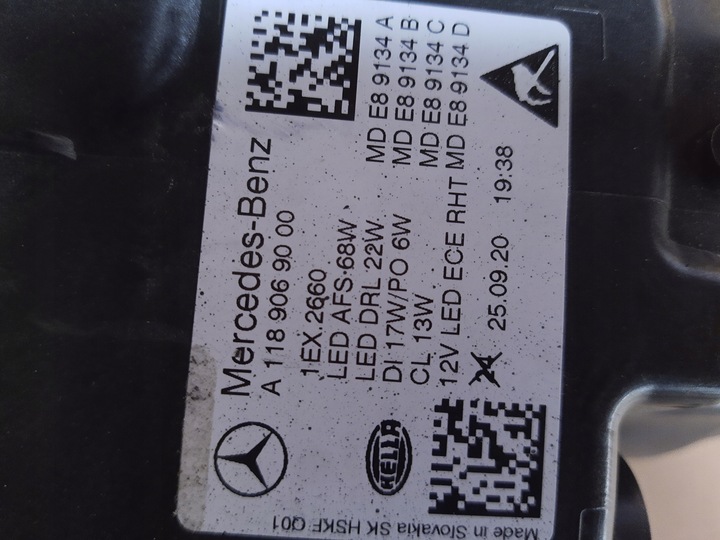 Mercedes-Benz
A 118 906 90 00
1EX.2660
LED AFS 68W
LED DRL 22W
DI 17W/PO 6W
CL 13W
12V LED ECE RHT
MD E8 9134 A
MD E8 9134 B
MD E8 9134 C
MD E8 9134 D
24 25.09.20 19:38
HELLA
Made in Slovakia SK HSKF Q01